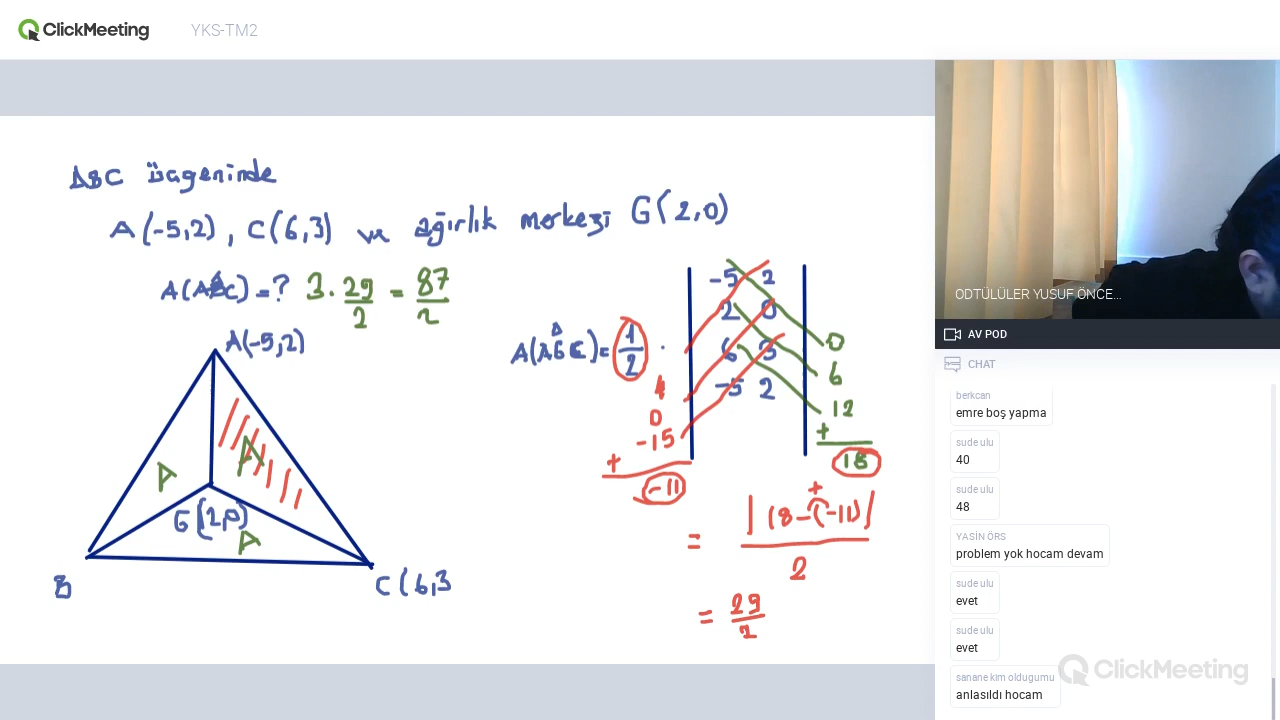 ClickMeeting
YKS-TM2
ABC üçgeninde
A(-5,2), C(6,3) ve ağırlık merkezi G(2,0)
A(ABC)=? 3.29/2 = 87/2
A(-5,2)
A
A
A
G(2,0)
B
C(6,3
A(AGC)=1/2 .
-5 2
2 0
6 3
-5 2
4
0
-15
+
-11
0
6
12
+
18
= |18-(-11)|
+
2
= 29/2
ODTÜLÜLER YUSUF ÖNCE...
AV POD
CHAT
berkcan
emre boş yapma
sude ulu
40
sude ulu
48
YASİN ÖRS
problem yok hocam devam
sude ulu
evet
sude ulu
evet
sanane kim oldugumu
anlasıldı hocam
ClickMeeting